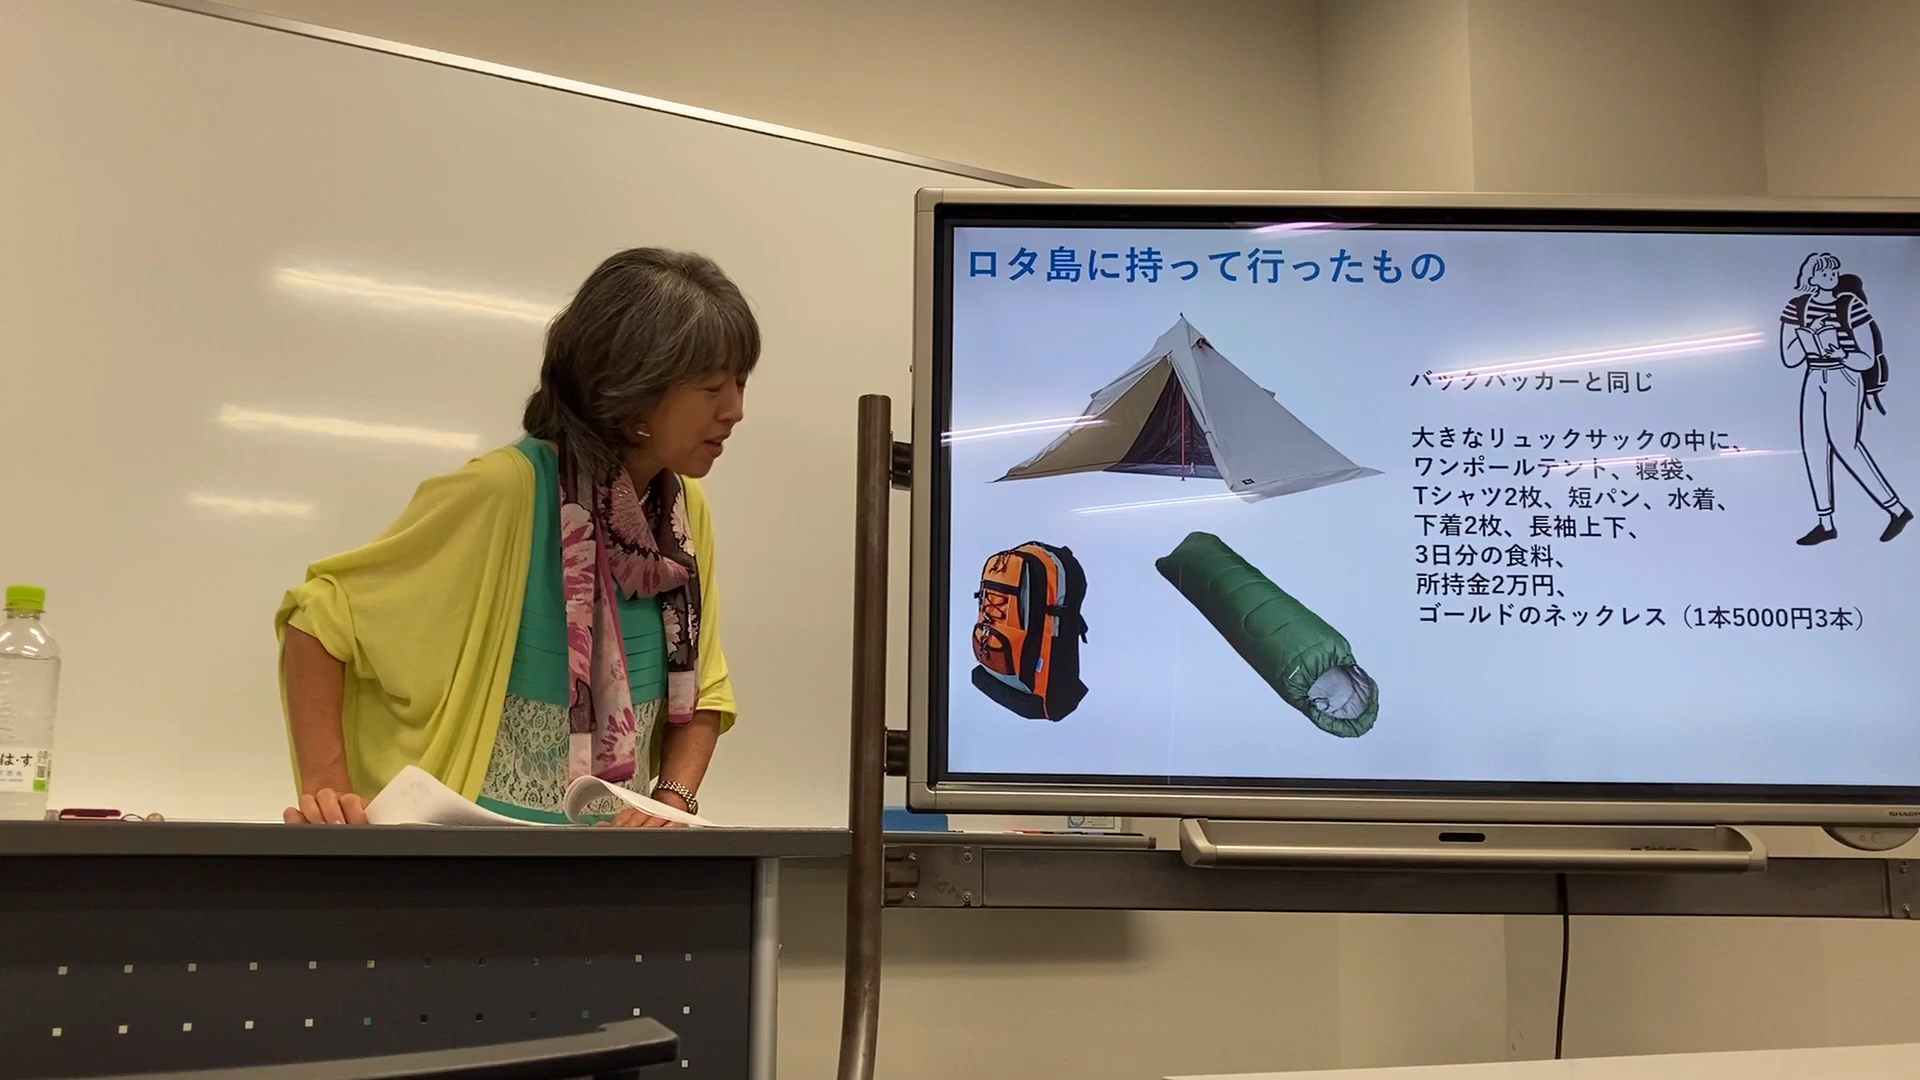 ロタ島に持って行ったもの
バックパッカーと同じ
大きなリュックサックの中に、
ワンポールテント、寝袋、
Tシャツ2枚、短パン、水着、
下着2枚、長袖上下、
3日分の食料、
所持金2万円、
ゴールドのネックレス（1本5000円3本）
は・す
SHARP